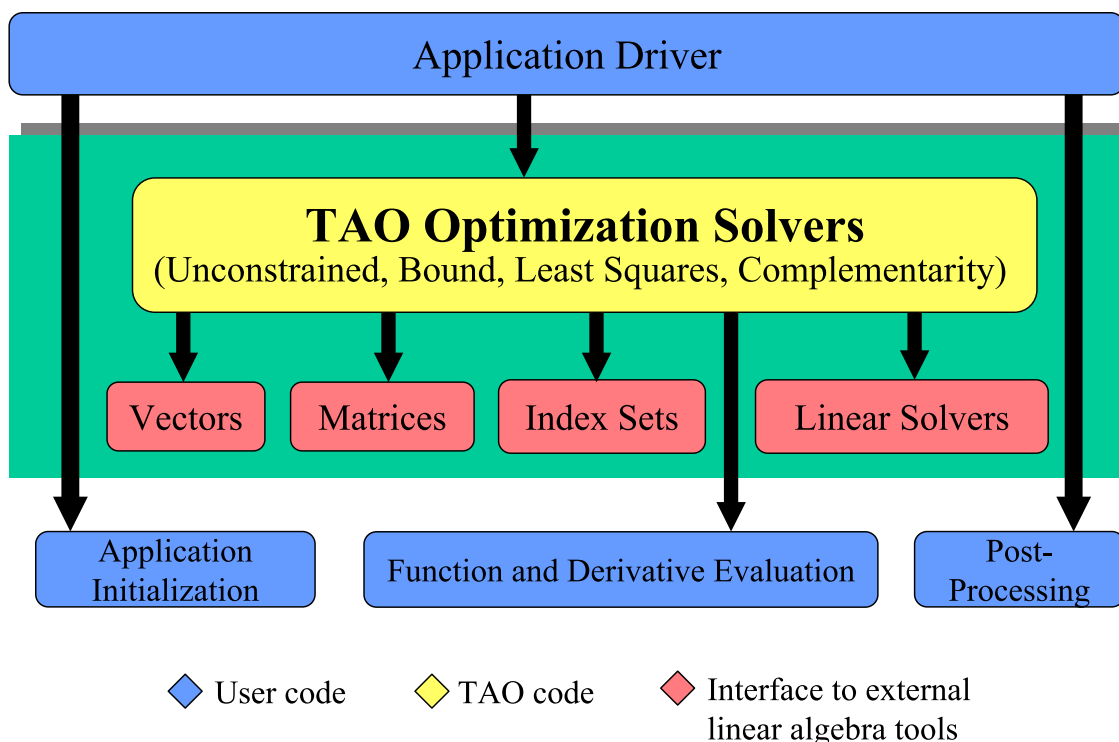 Application Driver
TAO Optimization Solvers
(Unconstrained, Bound, Least Squares, Complementarity)
Vectors
Matrices
Index Sets
Linear Solvers
Application
Initialization
Function and Derivative Evaluation
Post-
Processing
User code
TAO code
Interface to external
linear algebra tools